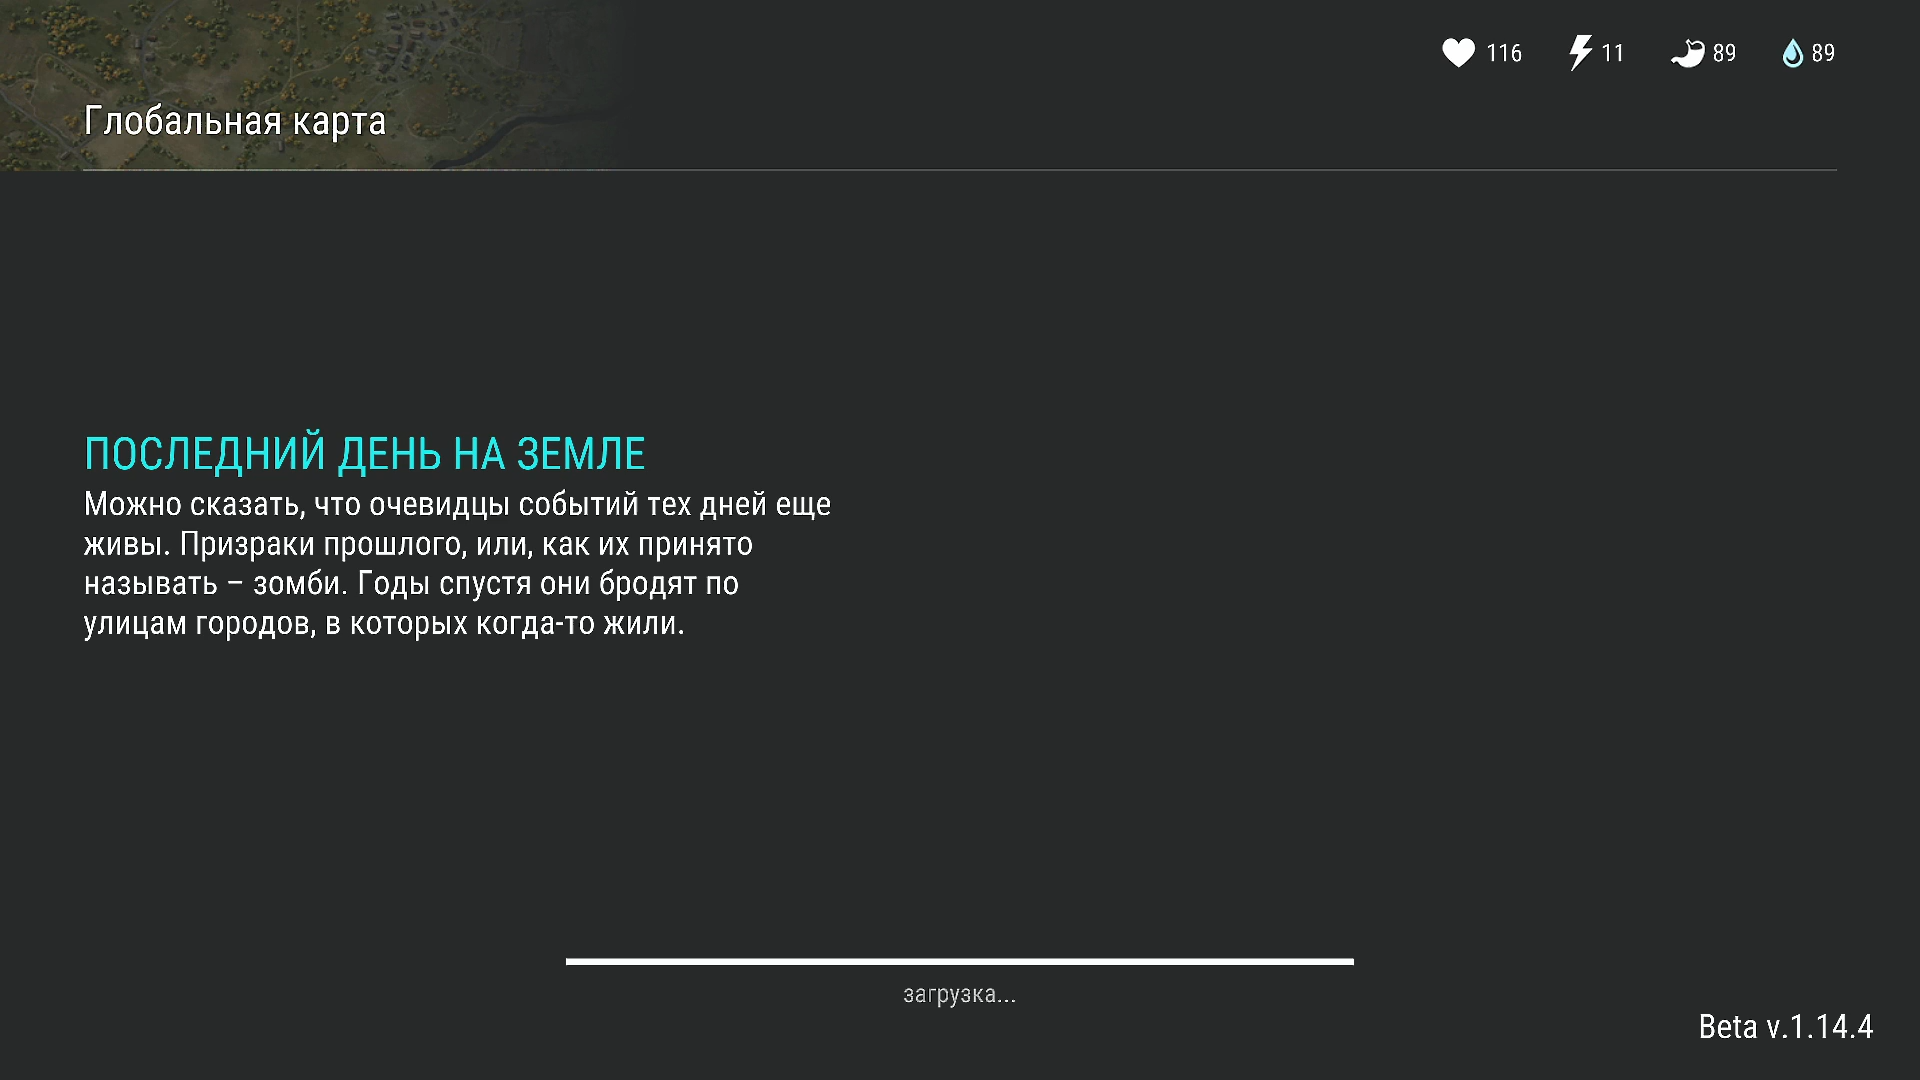 116 11 89 89
Глобальная карта
ПОСЛЕДНИЙ ДЕНЬ НА ЗЕМЛЕ
Можно сказать, что очевидцы событий тех дней еще
живы. Призраки прошлого, или, как их принято
называть – зомби. Годы спустя они бродят по
улицам городов, в которых когда-то жили.
загрузка...
Beta v.1.14.4